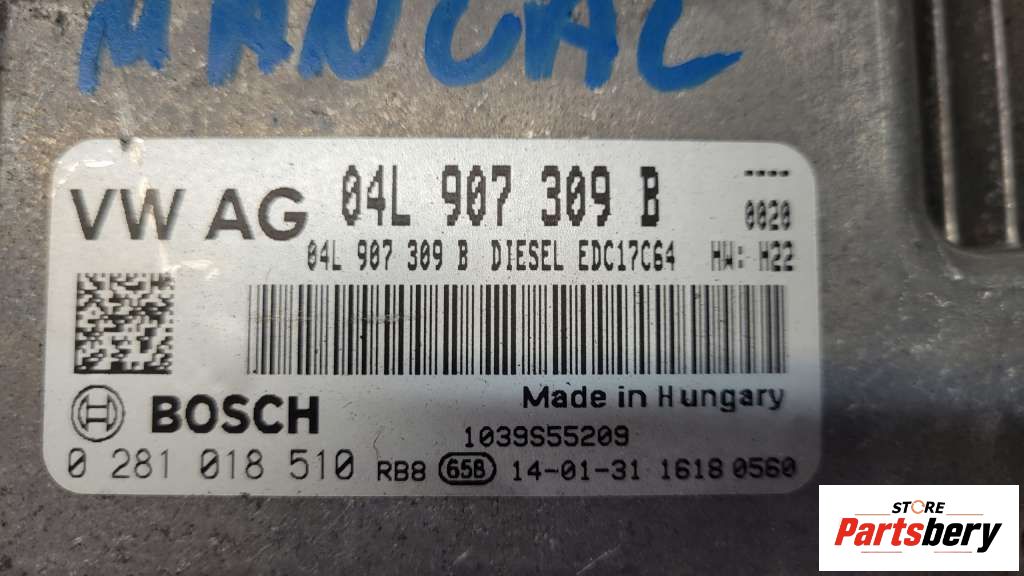 MANUAL
VW AG 04L 907 309 B ----
0020
04L 907 309 B DIESEL EDC17C64 HW: H22
BOSCH Made in Hungary
1039S55209
0 281 018 510 RB8 65B 14-01-31 1618 0560
STORE
Partsbery